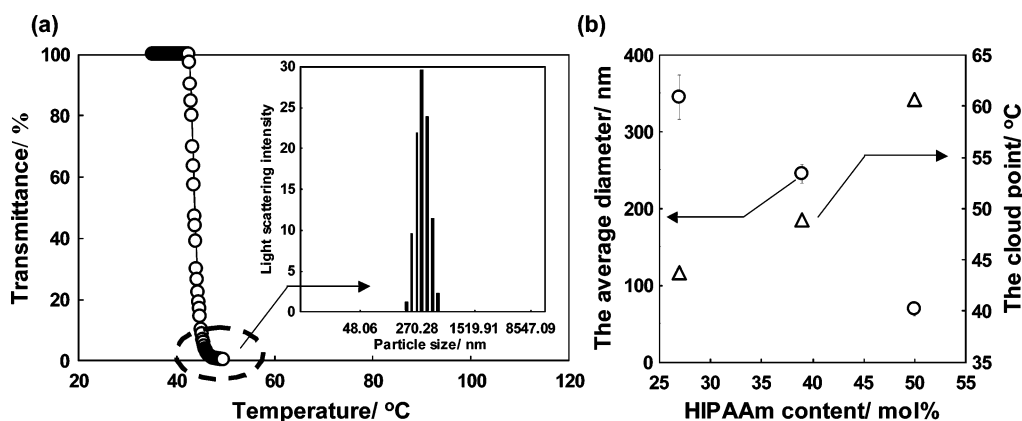 (a)
Transmittance/ %
100
80
60
40
20
0
20 40 60 80 100 120
Temperature/ °C
Light scattering intensity
30
25
20
15
10
5
0
48.06 270.28 1519.91 8547.09
Particle size/ nm
(b)
The average diameter/ nm
400
300
200
100
0
25 30 35 40 45 50 55
HIPAAm content/ mol%
65
60
55
50
45
40
35
The cloud point/ °C